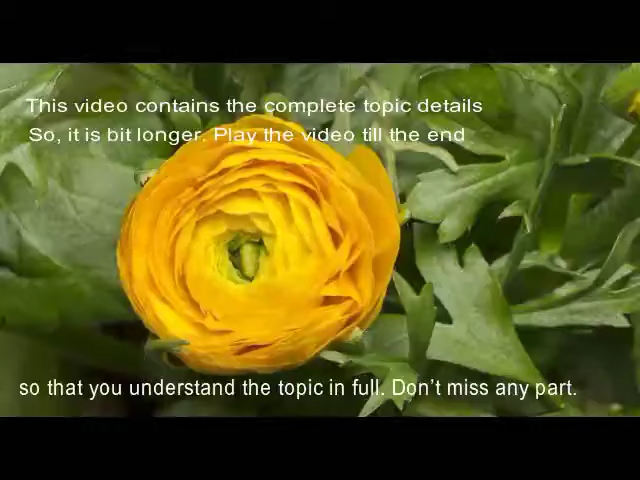 This video contains the complete topic details
So, it is bit longer. Play the video till the end
so that you understand the topic in full. Don't miss any part.